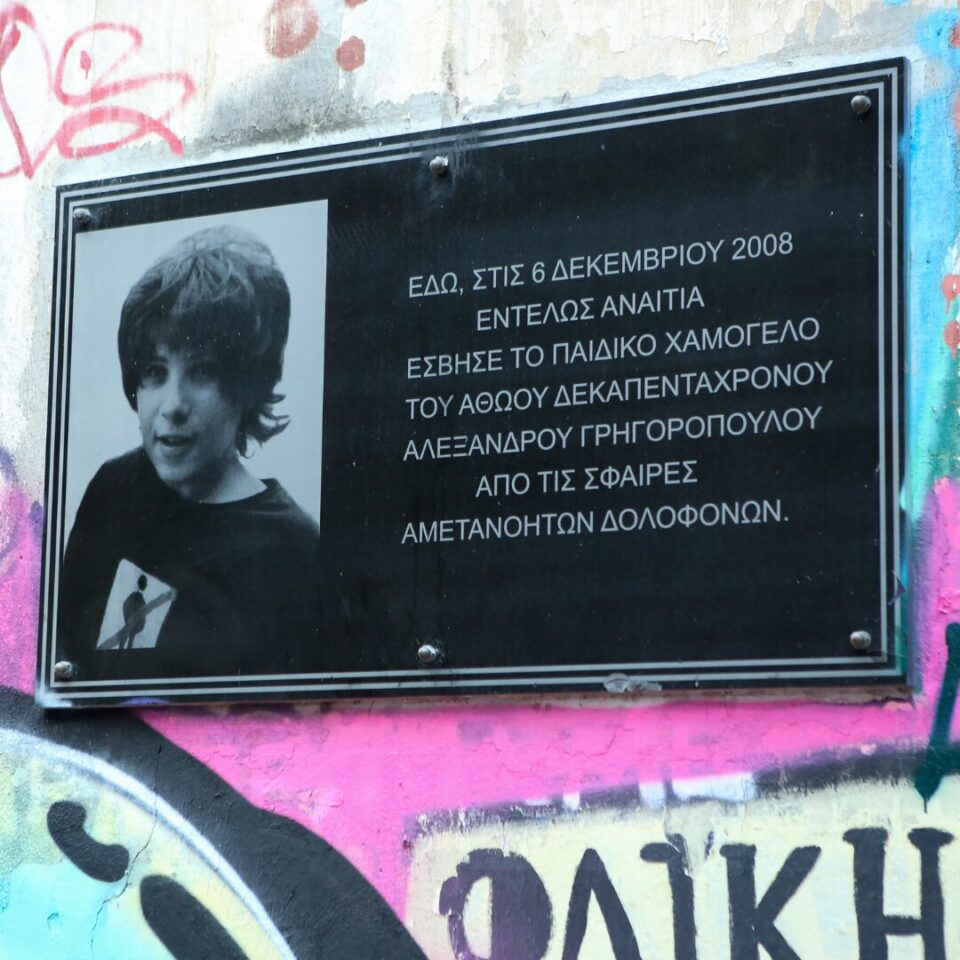 ΕΔΩ, ΣΤΙΣ 6 ΔΕΚΕΜΒΡΙΟΥ 2008
ΕΝΤΕΛΩΣ ΑΝΑΙΤΙΑ
ΕΣΒΗΣΕ ΤΟ ΠΑΙΔΙΚΟ ΧΑΜΟΓΕΛΟ
ΤΟΥ ΑΘΩΟΥ ΔΕΚΑΠΕΝΤΑΧΡΟΝΟΥ
ΑΛΕΞΑΝΔΡΟΥ ΓΡΗΓΟΡΟΠΟΥΛΟΥ
ΑΠΟ ΤΙΣ ΣΦΑΙΡΕΣ
ΑΜΕΤΑΝΟΗΤΩΝ ΔΟΛΟΦΟΝΩΝ.